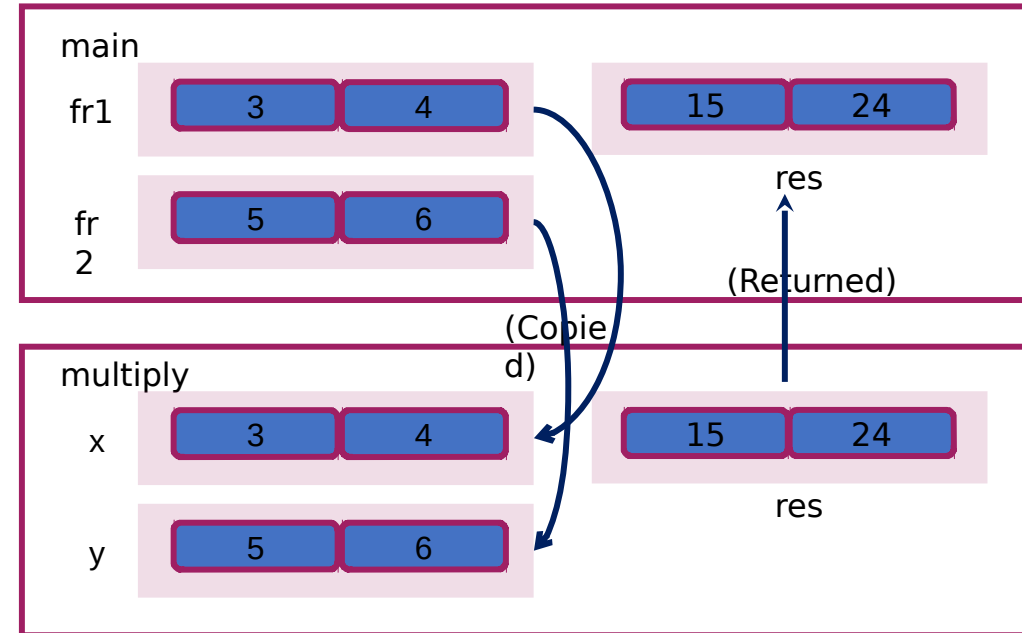 main
fr1
3 4
15 24
res
fr
2
5 6
(Returned)
(Copie
d)
multiply
x
3 4
15 24
res
y
5 6